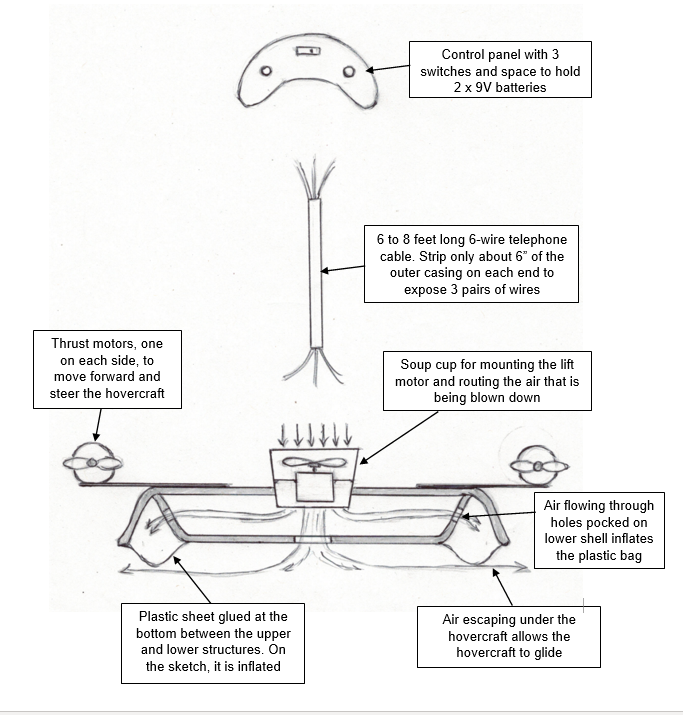 Control panel with 3
switches and space to hold
2 x 9V batteries
6 to 8 feet long 6-wire telephone
cable. Strip only about 6” of the
outer casing on each end to
expose 3 pairs of wires
Thrust motors, one
on each side, to
move forward and
steer the hovercraft
Soup cup for mounting the lift
motor and routing the air that is
being blown down
Air flowing through
holes pocked on
lower shell inflates
the plastic bag
Plastic sheet glued at the
bottom between the upper
and lower structures. On
the sketch, it is inflated
Air escaping under the
hovercraft allows the
hovercraft to glide